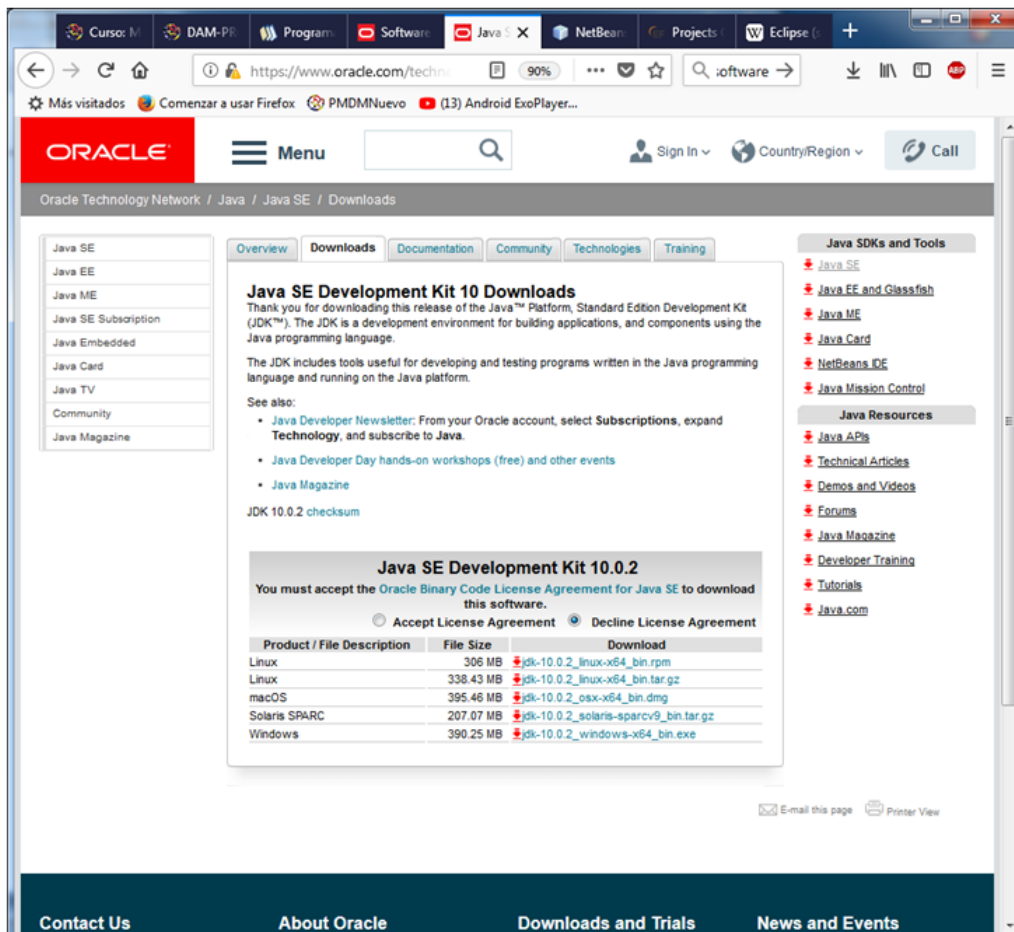 Curso: M
DAM-PR
Program
Software
Java S
NetBean
Projects (
Eclipse (
https://www.oracle.com/techn
90%
software
Más visitados
Comenzar a usar Firefox
PMDMNuevo
(13) Android ExoPlayer...
ORACLE
Menu
Sign In
Country/Region
Call
Oracle Technology Network / Java / Java SE / Downloads
Java SE
Java EE
Java ME
Java SE Subscription
Java Embedded
Java Card
Java TV
Community
Java Magazine
Overview
Downloads
Documentation
Community
Technologies
Training
Java SE Development Kit 10 Downloads
Thank you for downloading this release of the Java™ Platform, Standard Edition Development Kit
(JDK™). The JDK is a development environment for building applications, and components using the
Java programming language.
The JDK includes tools useful for developing and testing programs written in the Java programming
language and running on the Java platform.
See also:
• Java Developer Newsletter: From your Oracle account, select Subscriptions, expand
Technology, and subscribe to Java.
• Java Developer Day hands-on workshops (free) and other events
• Java Magazine
JDK 10.0.2 checksum
Java SE Development Kit 10.0.2
You must accept the Oracle Binary Code License Agreement for Java SE to download
this software.
Accept License Agreement Decline License Agreement
Product / File Description File Size Download
Linux 306 MB jdk-10.0.2_linux-x64_bin.rpm
Linux 338.43 MB jdk-10.0.2_linux-x64_bin.tar.gz
macOS 395.46 MB jdk-10.0.2_osx-x64_bin.dmg
Solaris SPARC 207.07 MB jdk-10.0.2_solaris-sparcv9_bin.tar.gz
Windows 390.25 MB jdk-10.0.2_windows-x64_bin.exe
Java SDKs and Tools
Java SE
Java EE and Glassfish
Java ME
Java Card
NetBeans IDE
Java Mission Control
Java Resources
Java APIs
Technical Articles
Demos and Videos
Forums
Java Magazine
Developer Training
Tutorials
Java.com
E-mail this page
Printer View
Contact Us
About Oracle
Downloads and Trials
News and Events